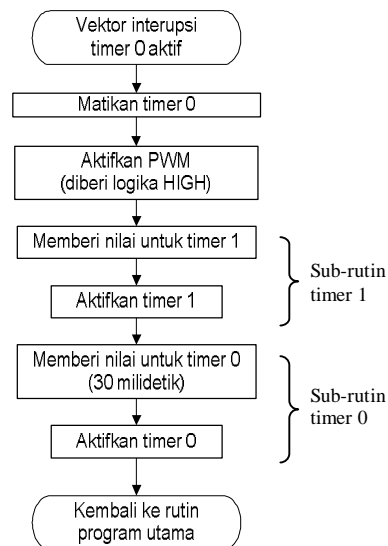 Vektor interupsi
timer 0 aktif
Matikan timer 0
Aktifkan PWM
(diberi logika HIGH)
Memberi nilai untuk timer 1
Aktifkan timer 1
Sub-rutin
timer 1
Memberi nilai untuk timer 0
(30 milidetik)
Aktifkan timer 0
Sub-rutin
timer 0
Kembali ke rutin
program utama